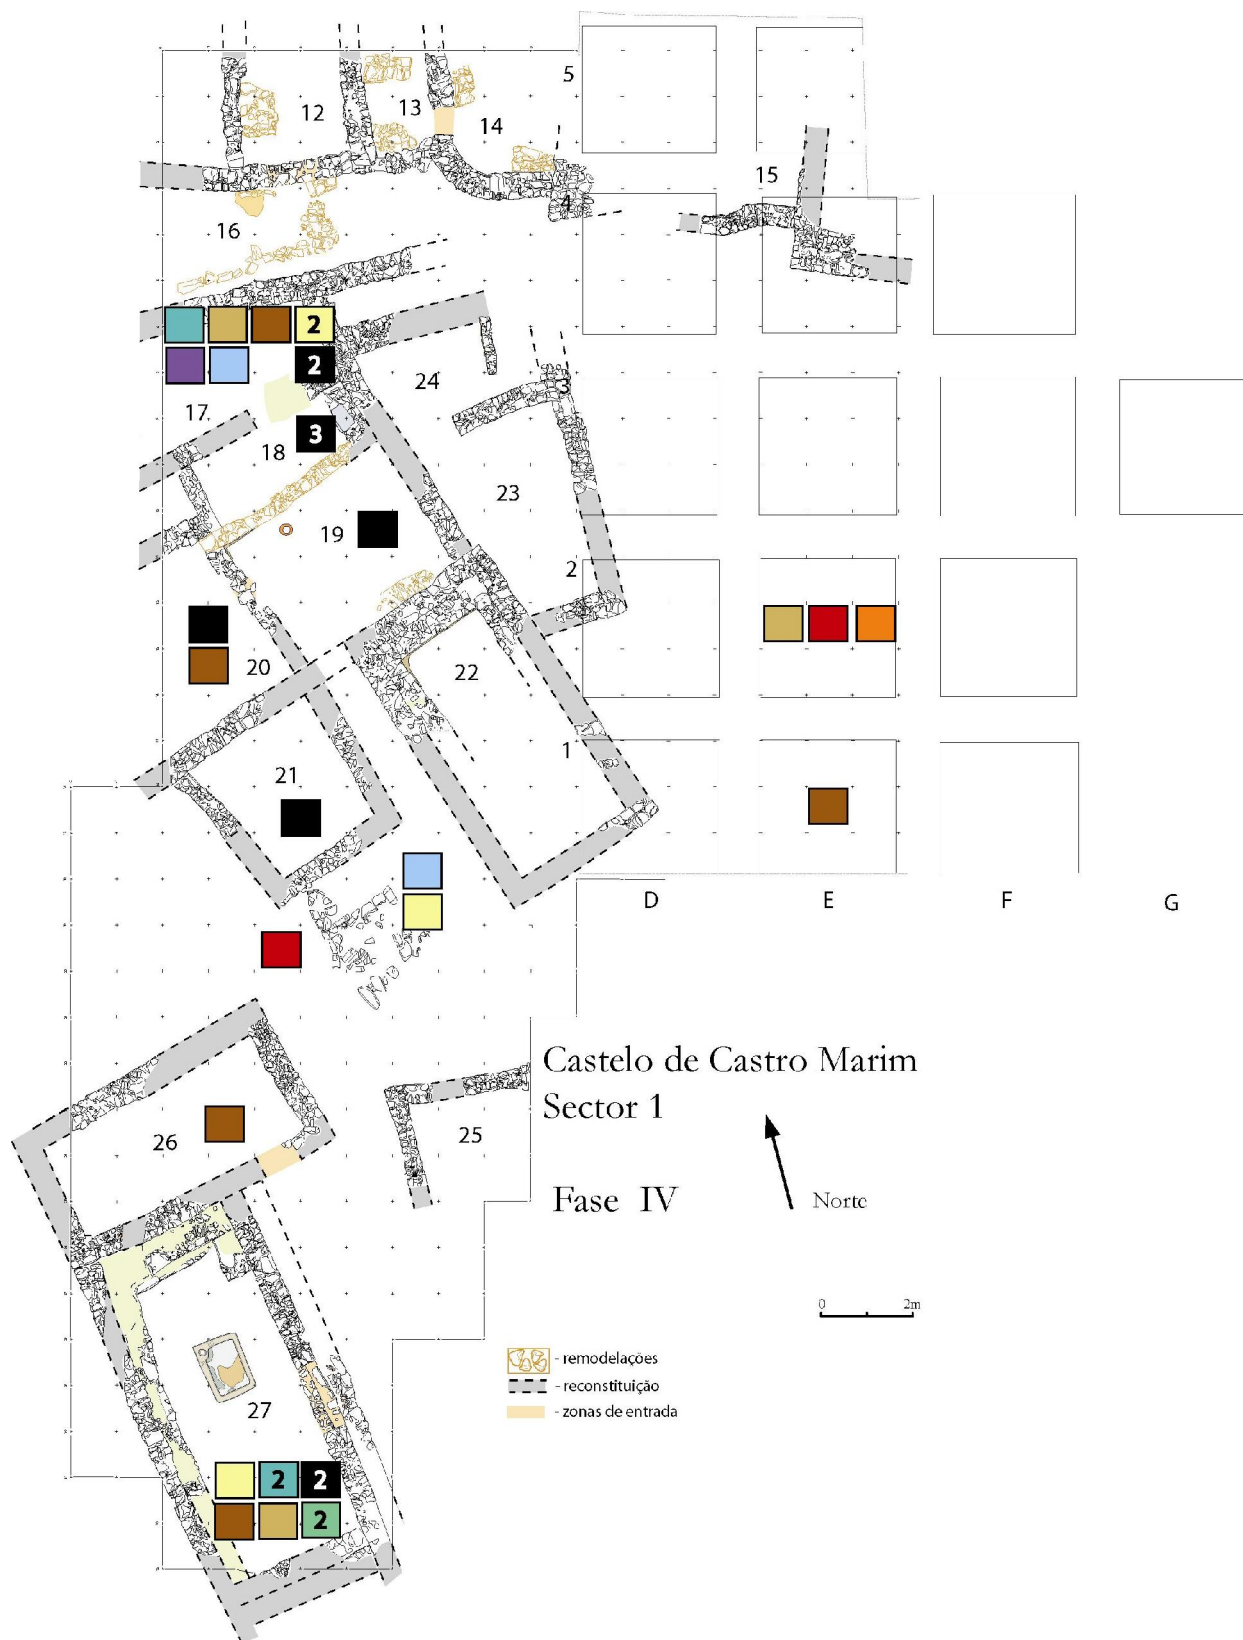 5
12
13
14
15
4
16
2
2
24
3
17
3
18
23
19
2
20
22
1
21
D
E
F
G
Castelo de Castro Marim
Sector 1
26
25
Fase IV
Norte
0 2m
- remodelações
- reconstituição
- zonas de entrada
27
2 2
2